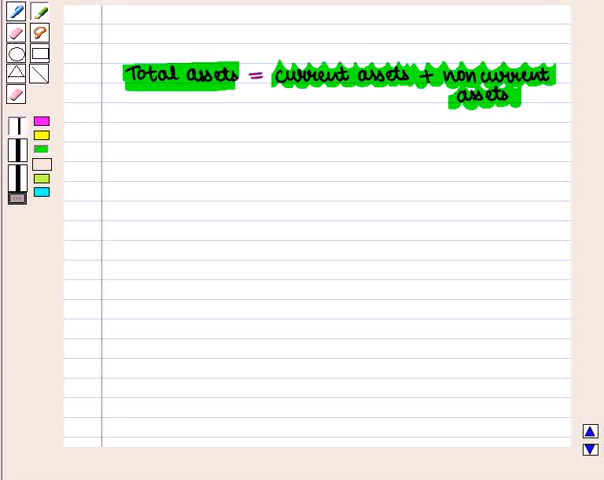 Total assets = current assets + non current
assets